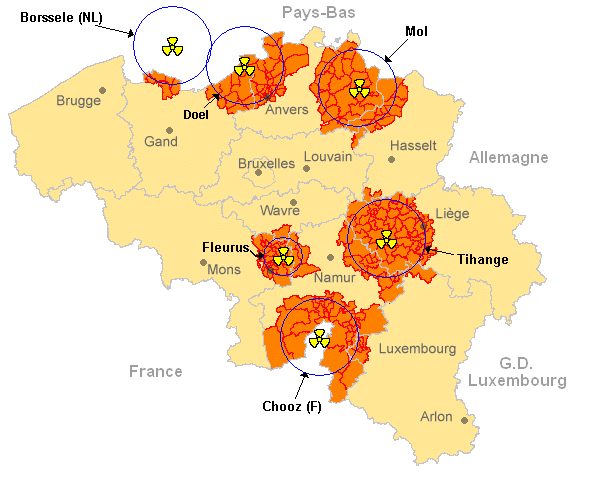 Pays-Bas
Borssele (NL)
Mol
Brugge
Doel
Anvers
Gand
Hasselt
Bruxelles
Louvain
Allemagne
Wavre
Liège
Fleurus
Tihange
Mons
Namur
France
Luxembourg
G.D.
Luxembourg
Chooz (F)
Arlon